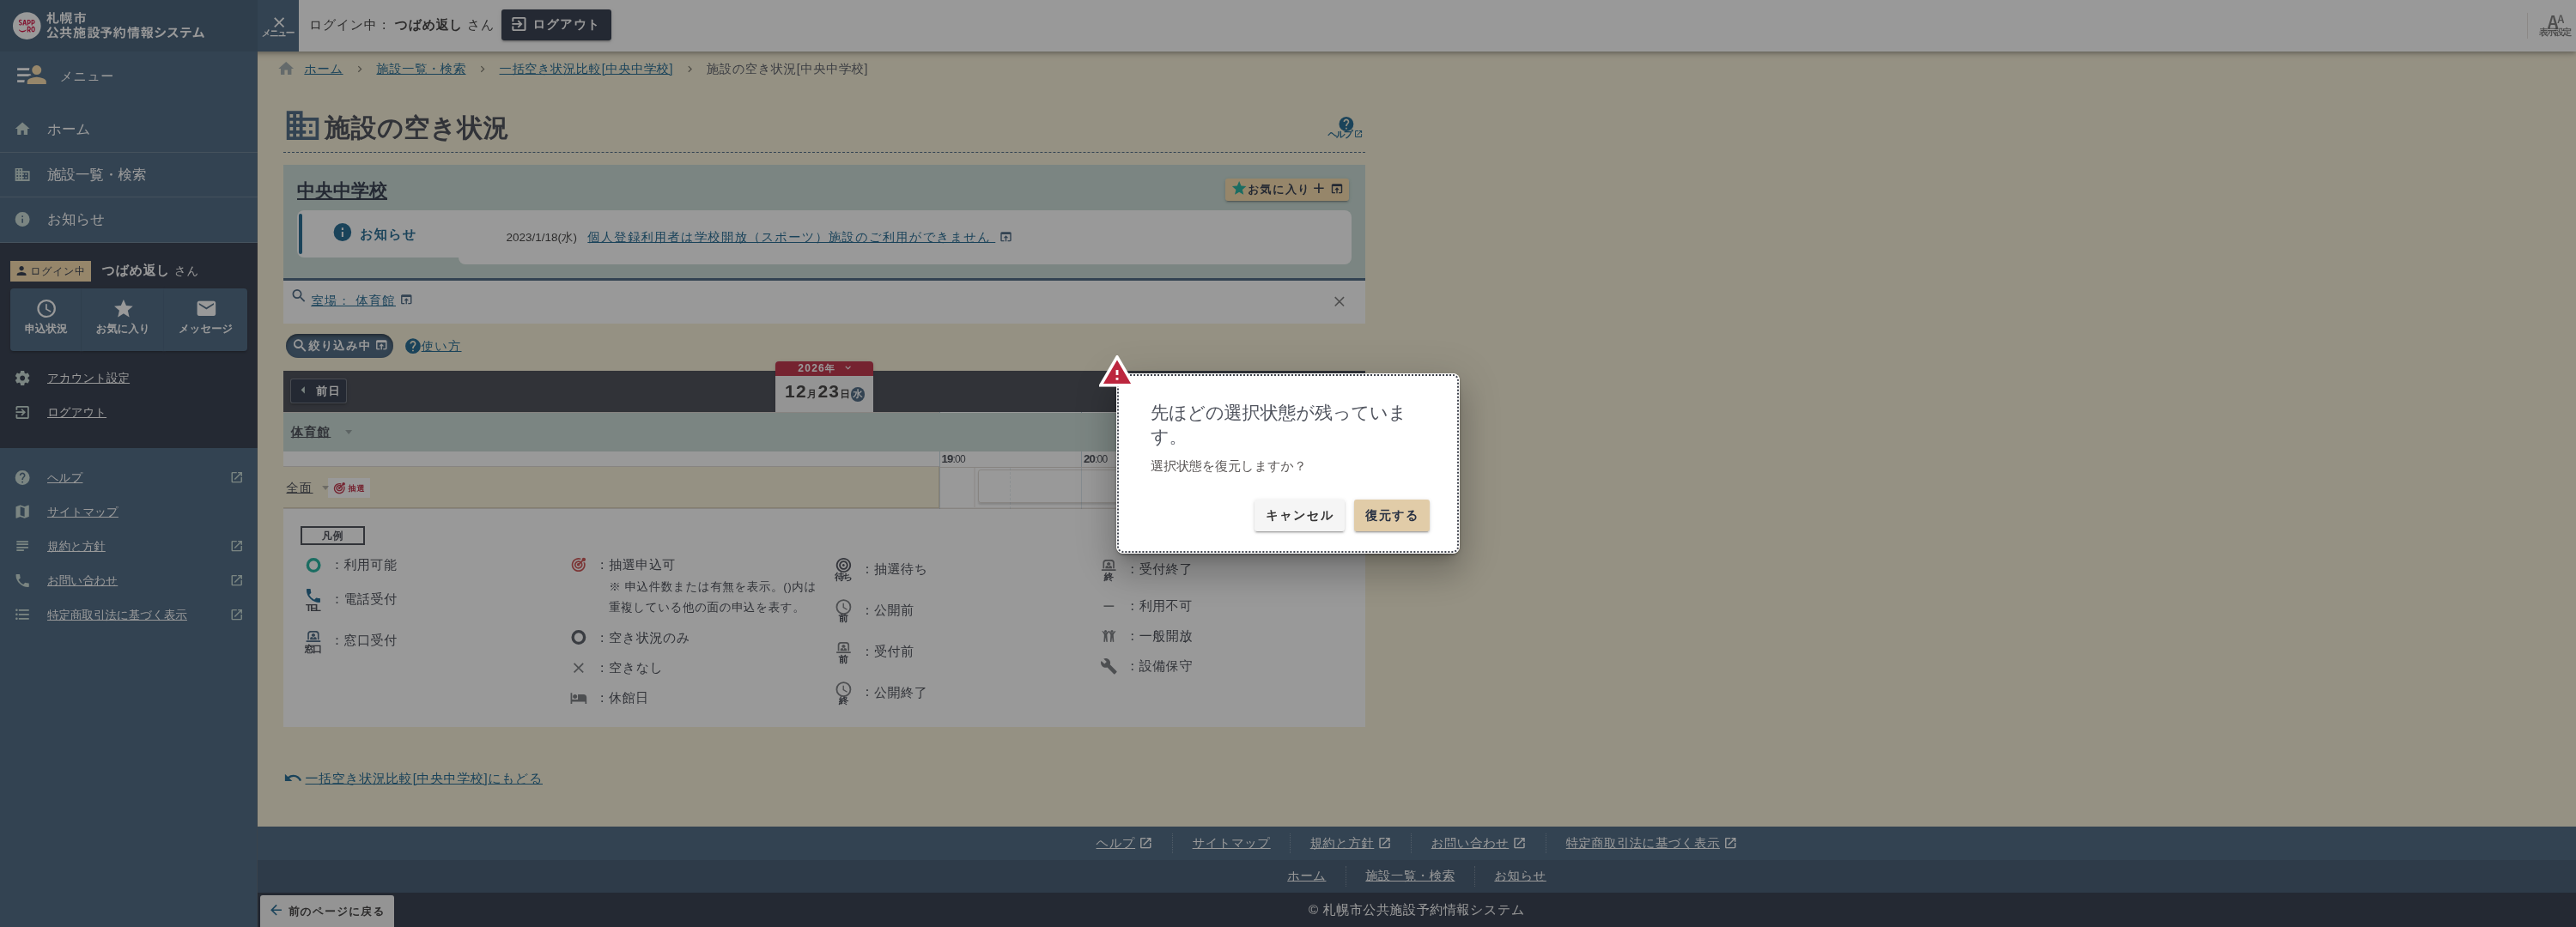 SAPP
RO
札幌市
公共施設予約情報システム
メニュー
ログイン中： つばめ返し さん
ログアウト
AA
表示設定
メニュー
ホーム
施設一覧・検索
お知らせ
ログイン中 つばめ返し さん
申込状況
お気に入り
メッセージ
アカウント設定
ログアウト
ヘルプ
サイトマップ
規約と方針
お問い合わせ
特定商取引法に基づく表示
ホーム 施設一覧・検索 一括空き状況比較[中央中学校] 施設の空き状況[中央中学校]
施設の空き状況
ヘルプ
中央中学校
お気に入り
お知らせ
2023/1/18(水) 個人登録利用者は学校開放（スポーツ）施設のご利用ができません
室場： 体育館
絞り込み中
使い方
前日
2026年
12月23日水
体育館
19:00 20:00
全面
抽選
凡例
：利用可能
TEL
：電話受付
窓口
：窓口受付
：抽選申込可
※ 申込件数または有無を表示。()内は
重複している他の面の申込を表す。
：空き状況のみ
：空きなし
：休館日
待ち
：抽選待ち
前
：公開前
前
：受付前
終
：公開終了
終
：受付終了
：利用不可
：一般開放
：設備保守
先ほどの選択状態が残っていま
す。
選択状態を復元しますか？
キャンセル
復元する
一括空き状況比較[中央中学校]にもどる
ヘルプ サイトマップ 規約と方針 お問い合わせ 特定商取引法に基づく表示
ホーム 施設一覧・検索 お知らせ
前のページに戻る
© 札幌市公共施設予約情報システム